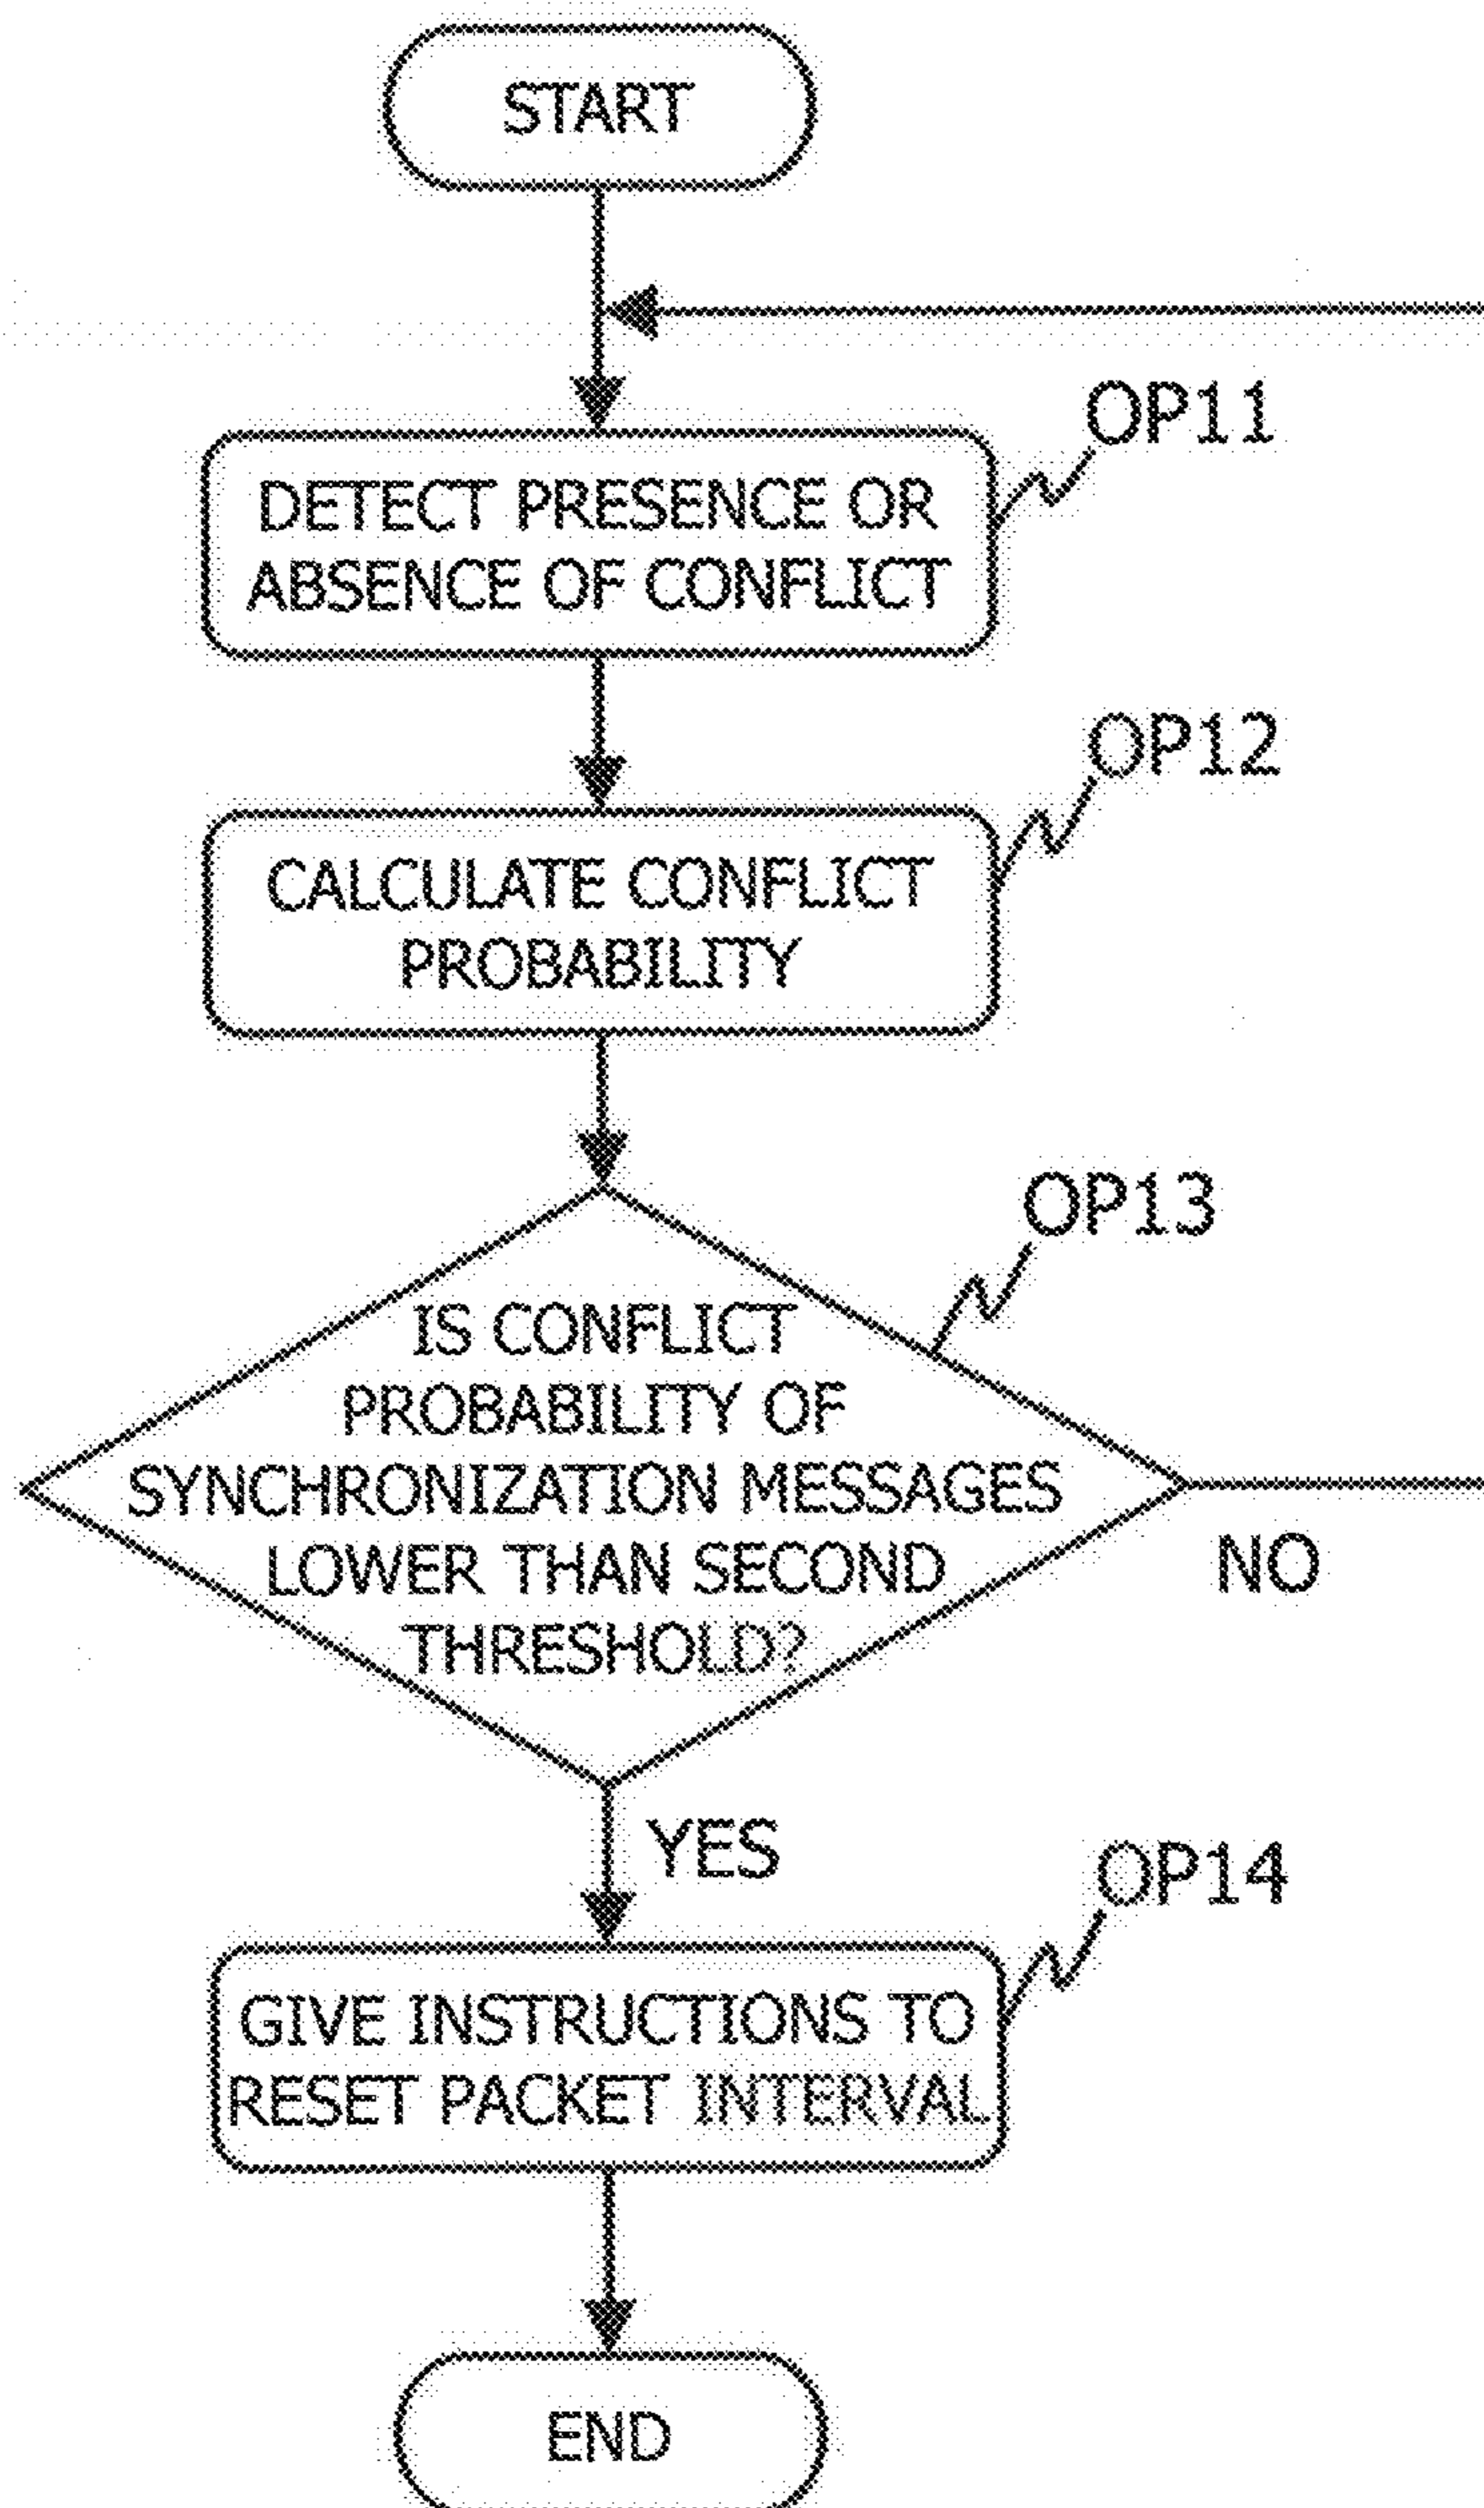 START
OP11
DETECT PRESENCE OR
ABSENCE OF CONFLICT
OP12
CALCULATE CONFLICT
PROBABILITY
OP13
IS CONFLICT
PROBABILITY OF
SYNCHRONIZATION MESSAGES
LOWER THAN SECOND
THRESHOLD?
NO
YES
OP14
GIVE INSTRUCTIONS TO
RESET PACKET INTERVAL
END